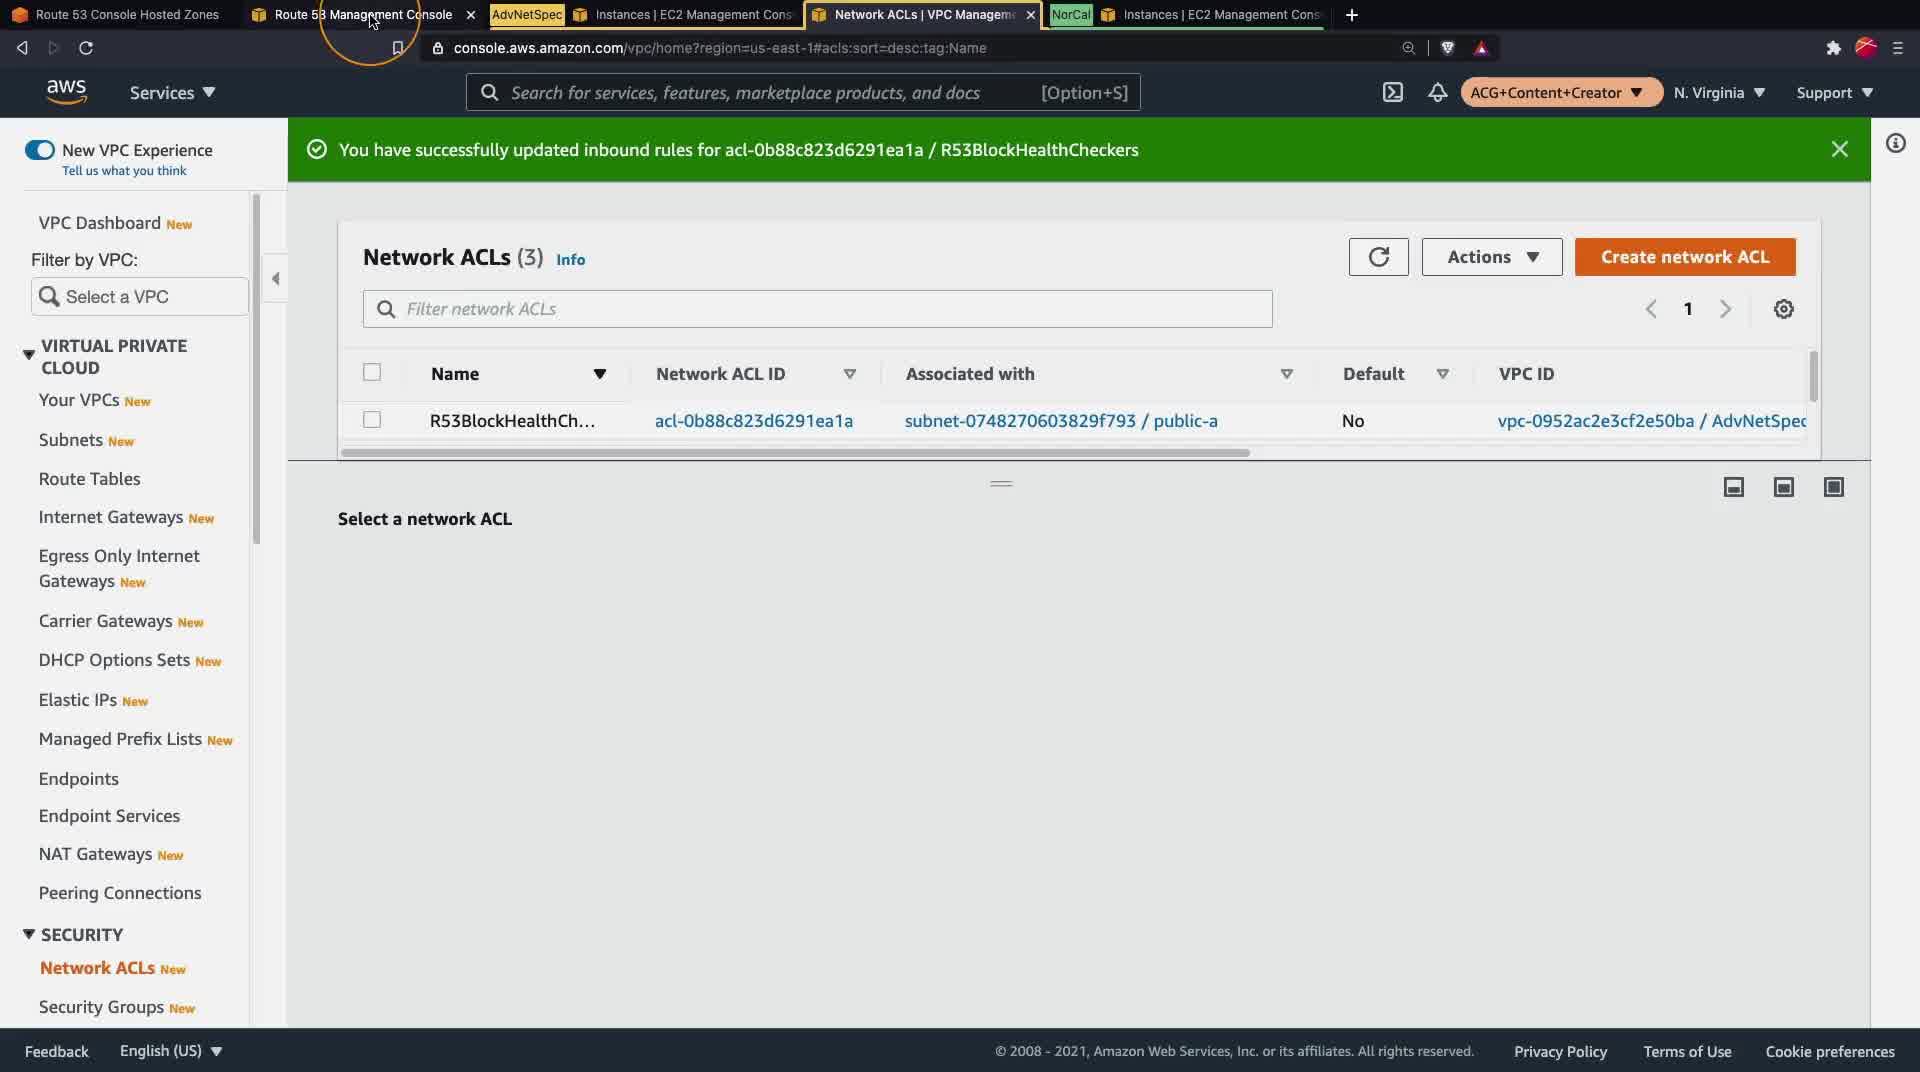 Route 53 Console Hosted Zones
Route 53 Management Console
AdvNetSpec
Instances | EC2 Management Cons
Network ACLs | VPC Managem
NorCal
Instances | EC2 Management Cons
console.aws.amazon.com/vpc/home?region=us-east-1#acls:sort=desc:tag:Name
aws
Services
Search for services, features, marketplace products, and docs
[Option+S]
ACG+Content+Creator
N. Virginia
Support
New VPC Experience
Tell us what you think
You have successfully updated inbound rules for acl-0b88c823d6291ea1a / R53BlockHealthCheckers
VPC Dashboard New
Filter by VPC:
Select a VPC
VIRTUAL PRIVATE
CLOUD
Your VPCs New
Subnets New
Route Tables
Internet Gateways New
Egress Only Internet
Gateways New
Carrier Gateways New
DHCP Options Sets New
Elastic IPs New
Managed Prefix Lists New
Endpoints
Endpoint Services
NAT Gateways New
Peering Connections
SECURITY
Network ACLs New
Security Groups New
Network ACLs (3) Info
Actions
Create network ACL
Filter network ACLs
1
Name
Network ACL ID
Associated with
Default
VPC ID
R53BlockHealthCh...
acl-0b88c823d6291ea1a
subnet-0748270603829f793 / public-a
No
vpc-0952ac2e3cf2e50ba / AdvNetSpec
Select a network ACL
Feedback
English (US)
© 2008 - 2021, Amazon Web Services, Inc. or its affiliates. All rights reserved.
Privacy Policy
Terms of Use
Cookie preferences